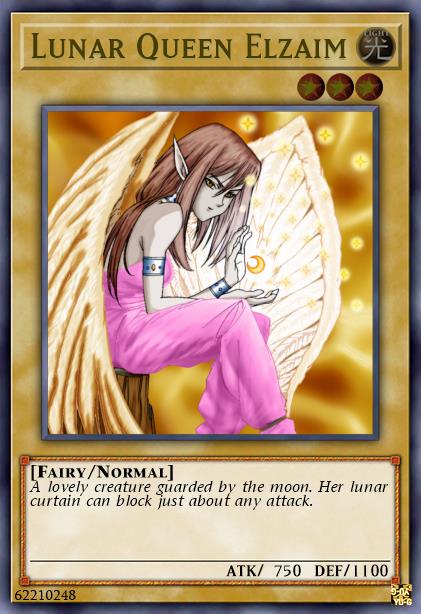 Lunar Queen Elzaim
LIGHT
光
[Fairy/Normal]
A lovely creature guarded by the moon. Her lunar
curtain can block just about any attack.
ATK/ 750 DEF/1100
62210248